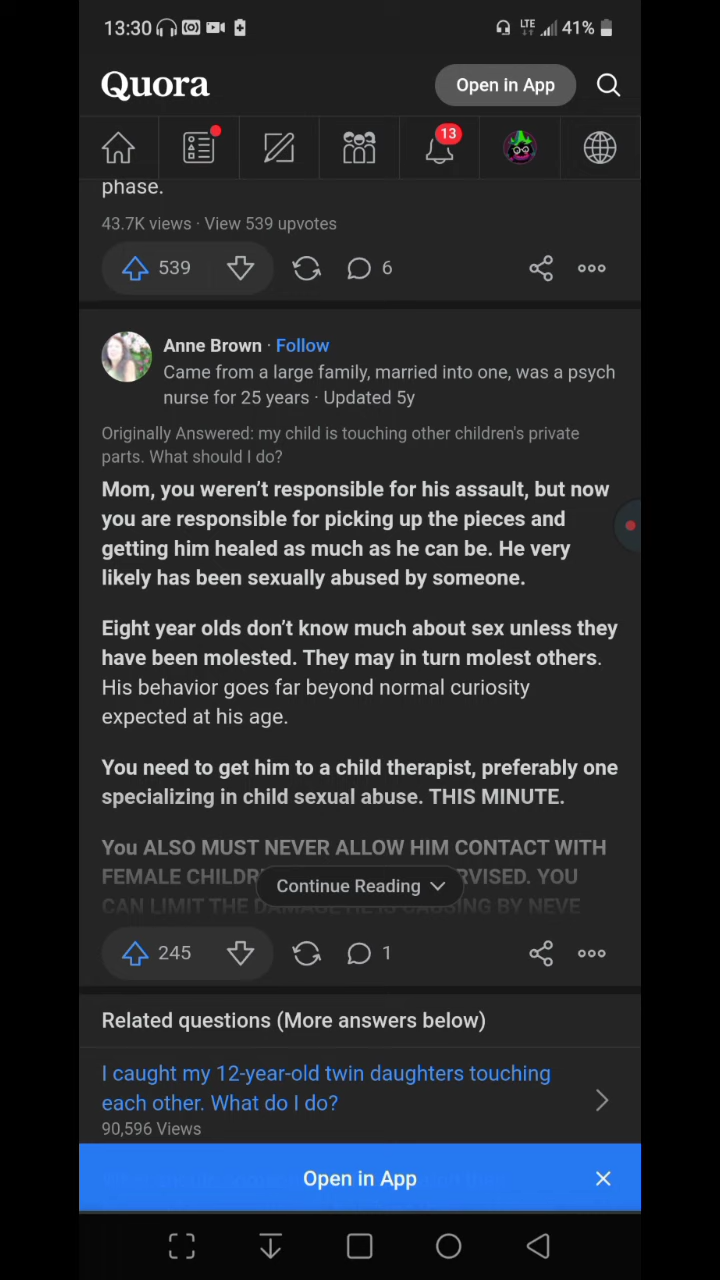 13:30
LTE
41%
Quora
Open in App
13
phase.
43.7K views · View 539 upvotes
539
6
Anne Brown · Follow
Came from a large family, married into one, was a psych
nurse for 25 years · Updated 5y
Originally Answered: my child is touching other children's private
parts. What should I do?
Mom, you weren't responsible for his assault, but now
you are responsible for picking up the pieces and
getting him healed as much as he can be. He very
likely has been sexually abused by someone.
Eight year olds don't know much about sex unless they
have been molested. They may in turn molest others.
His behavior goes far beyond normal curiosity
expected at his age.
You need to get him to a child therapist, preferably one
specializing in child sexual abuse. THIS MINUTE.
You ALSO MUST NEVER ALLOW HIM CONTACT WITH
FEMALE YOU
Continue Reading
CAN LIMIT THE
245
1
Related questions (More answers below)
I caught my 12-year-old twin daughters touching
each other. What do I do?
90,596 Views
Open in App